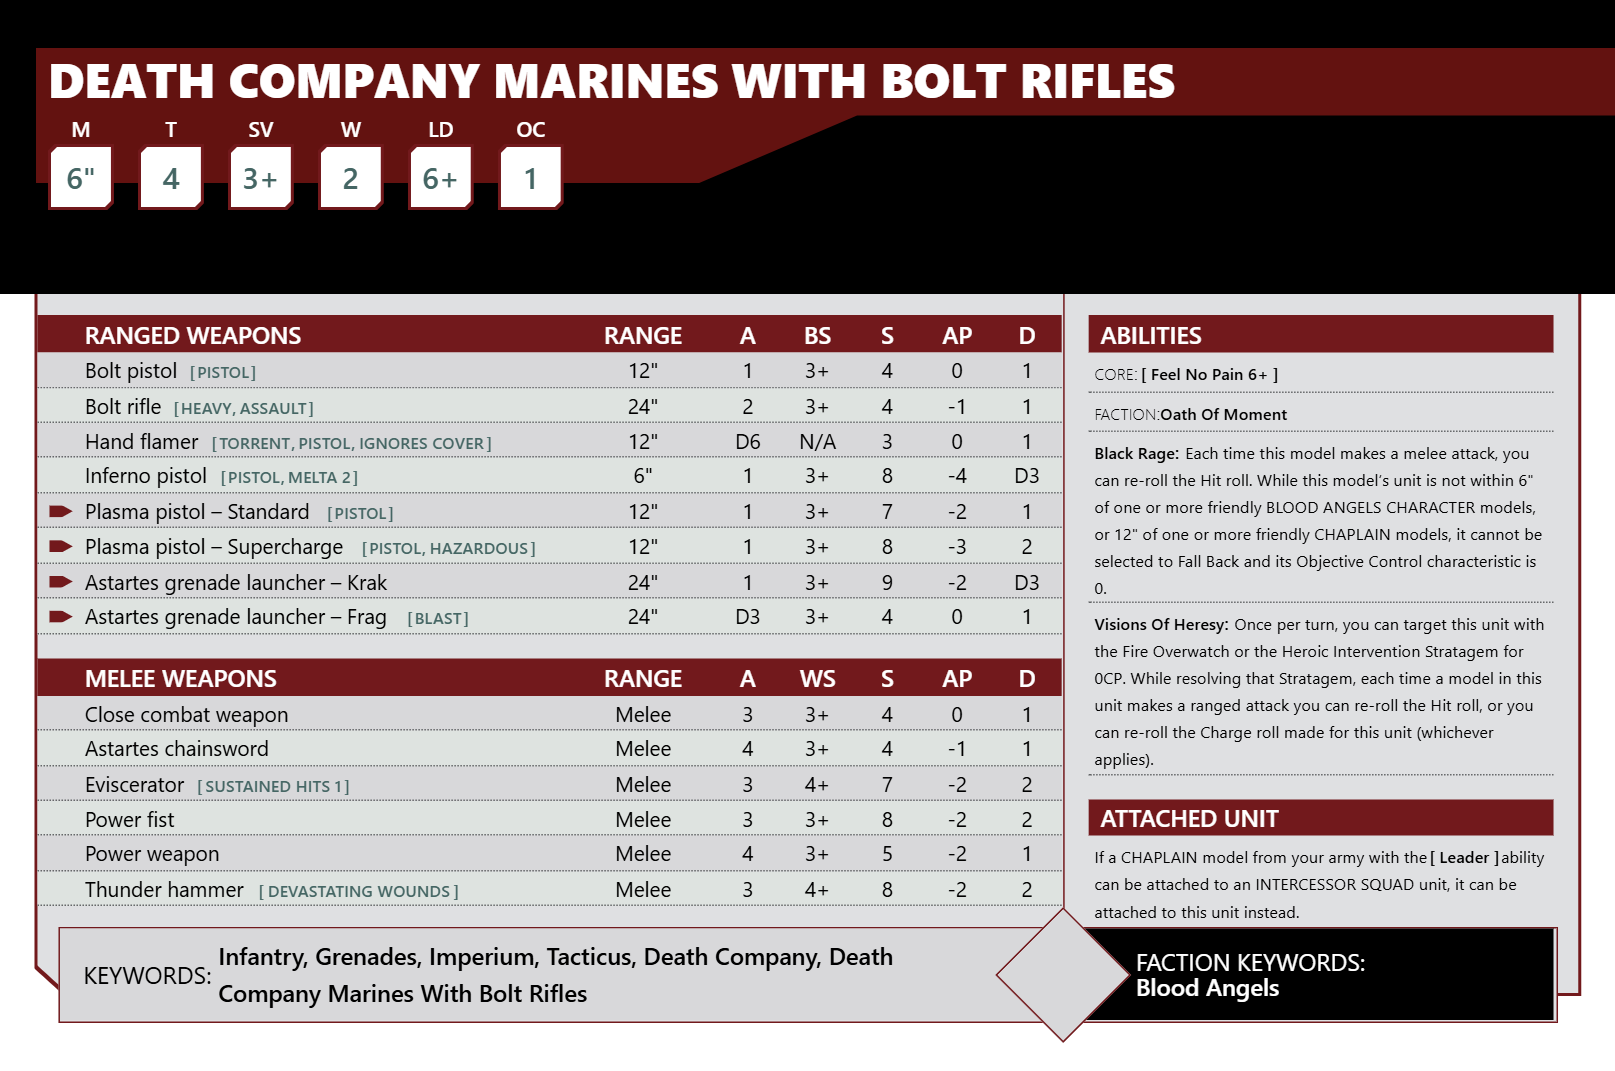 DEATH COMPANY MARINES WITH BOLT RIFLES
M T SV W LD OC
6" 4 3+ 2 6+ 1
RANGED WEAPONS RANGE A BS S AP D
Bolt pistol [PISTOL] 12" 1 3+ 4 0 1
Bolt rifle [HEAVY, ASSAULT] 24" 2 3+ 4 -1 1
Hand flamer [TORRENT, PISTOL, IGNORES COVER] 12" D6 N/A 3 0 1
Inferno pistol [PISTOL, MELTA 2] 6" 1 3+ 8 -4 D3
Plasma pistol – Standard [PISTOL] 12" 1 3+ 7 -2 1
Plasma pistol – Supercharge [PISTOL, HAZARDOUS] 12" 1 3+ 8 -3 2
Astartes grenade launcher – Krak 24" 1 3+ 9 -2 D3
Astartes grenade launcher – Frag [BLAST] 24" D3 3+ 4 0 1
MELEE WEAPONS RANGE A WS S AP D
Close combat weapon Melee 3 3+ 4 0 1
Astartes chainsword Melee 4 3+ 4 -1 1
Eviscerator [SUSTAINED HITS 1] Melee 3 4+ 7 -2 2
Power fist Melee 3 3+ 8 -2 2
Power weapon Melee 4 3+ 5 -2 1
Thunder hammer [DEVASTATING WOUNDS] Melee 3 4+ 8 -2 2
ABILITIES
CORE: [ Feel No Pain 6+ ]
FACTION:Oath Of Moment
Black Rage: Each time this model makes a melee attack, you
can re-roll the Hit roll. While this model's unit is not within 6"
of one or more friendly BLOOD ANGELS CHARACTER models,
or 12" of one or more friendly CHAPLAIN models, it cannot be
selected to Fall Back and its Objective Control characteristic is
0.
Visions Of Heresy: Once per turn, you can target this unit with
the Fire Overwatch or the Heroic Intervention Stratagem for
0CP. While resolving that Stratagem, each time a model in this
unit makes a ranged attack you can re-roll the Hit roll, or you
can re-roll the Charge roll made for this unit (whichever
applies).
ATTACHED UNIT
If a CHAPLAIN model from your army with the [ Leader ] ability
can be attached to an INTERCESSOR SQUAD unit, it can be
attached to this unit instead.
KEYWORDS: Infantry, Grenades, Imperium, Tacticus, Death Company, Death
Company Marines With Bolt Rifles
FACTION KEYWORDS:
Blood Angels